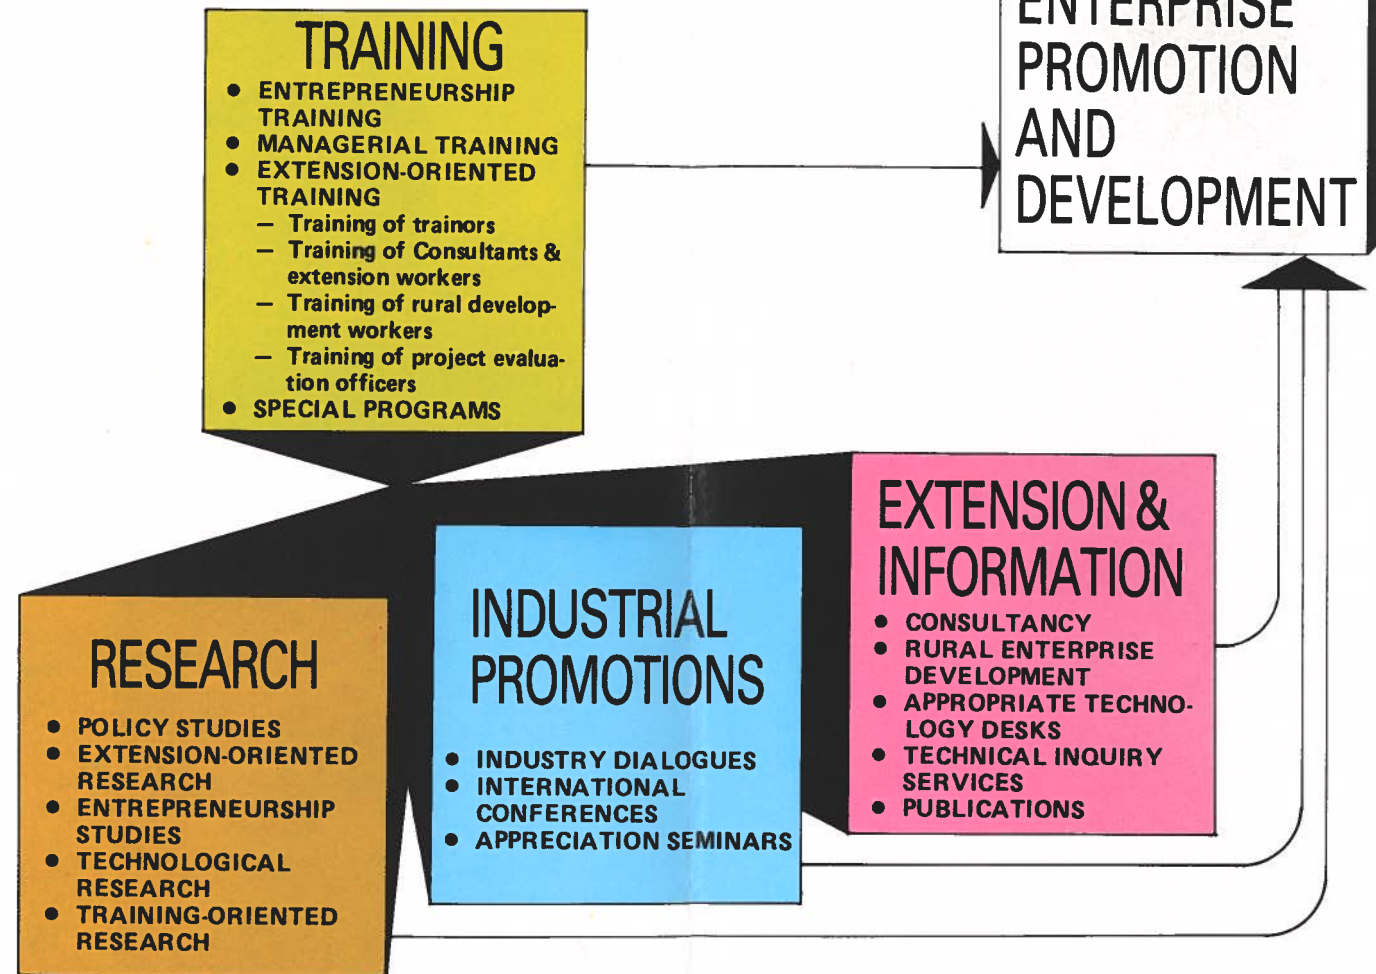 TRAINING
● ENTREPRENEURSHIP
TRAINING
● MANAGERIAL TRAINING
● EXTENSION-ORIENTED
TRAINING
— Training of trainors
— Training of Consultants &
extension workers
— Training of rural develop-
ment workers
— Training of project evalua-
tion officers
● SPECIAL PROGRAMS
ENTERPRISE
PROMOTION
AND
DEVELOPMENT
RESEARCH
● POLICY STUDIES
● EXTENSION-ORIENTED
RESEARCH
● ENTREPRENEURSHIP
STUDIES
● TECHNOLOGICAL
RESEARCH
● TRAINING-ORIENTED
RESEARCH
INDUSTRIAL
PROMOTIONS
● INDUSTRY DIALOGUES
● INTERNATIONAL
CONFERENCES
● APPRECIATION SEMINARS
EXTENSION &
INFORMATION
● CONSULTANCY
● RURAL ENTERPRISE
DEVELOPMENT
● APPROPRIATE TECHNO-
LOGY DESKS
● TECHNICAL INQUIRY
SERVICES
● PUBLICATIONS